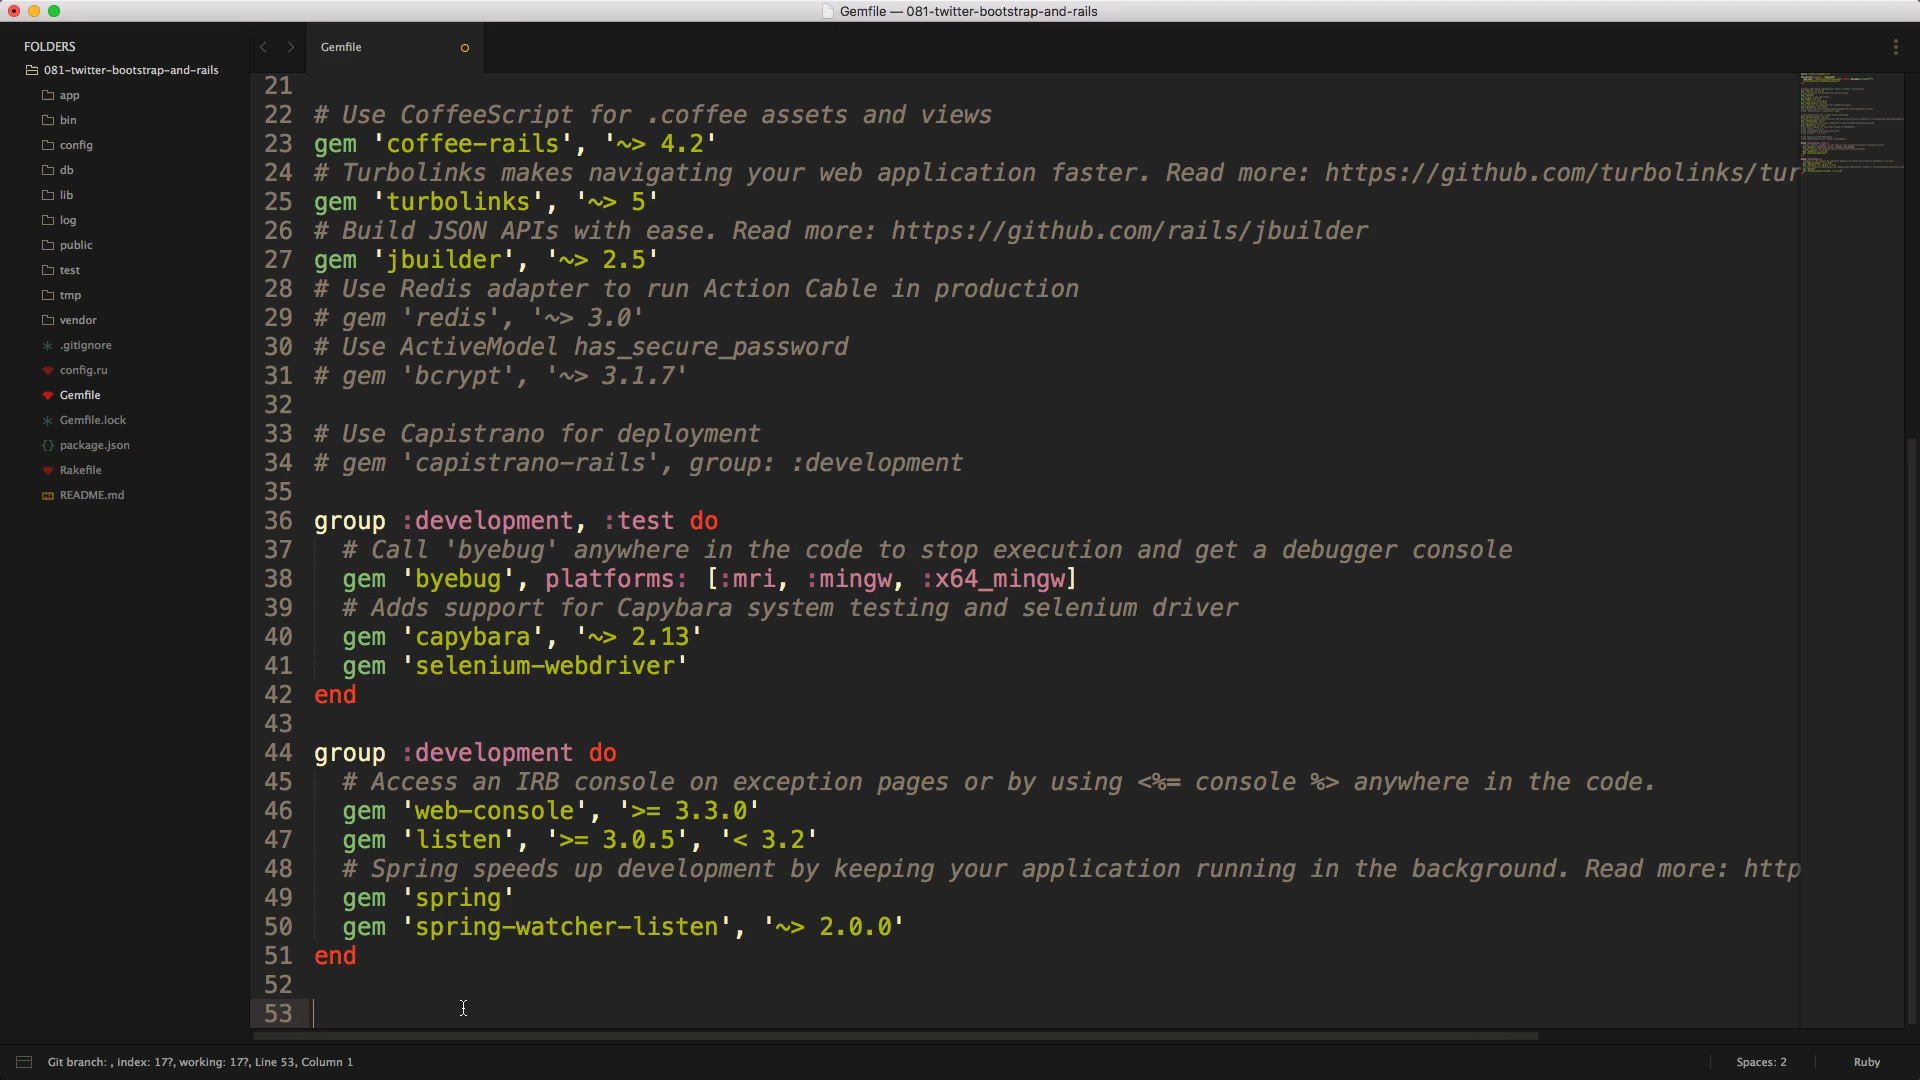 Gemfile — 081-twitter-bootstrap-and-rails
FOLDERS
081-twitter-bootstrap-and-rails
app
bin
config
db
lib
log
public
test
tmp
vendor
.gitignore
config.ru
Gemfile
Gemfile.lock
package.json
Rakefile
README.md
Gemfile
21
22 # Use CoffeeScript for .coffee assets and views
23 gem 'coffee-rails', '~> 4.2'
24 # Turbolinks makes navigating your web application faster. Read more: https://github.com/turbolinks/tur
25 gem 'turbolinks', '~> 5'
26 # Build JSON APIs with ease. Read more: https://github.com/rails/jbuilder
27 gem 'jbuilder', '~> 2.5'
28 # Use Redis adapter to run Action Cable in production
29 # gem 'redis', '~> 3.0'
30 # Use ActiveModel has_secure_password
31 # gem 'bcrypt', '~> 3.1.7'
32
33 # Use Capistrano for deployment
34 # gem 'capistrano-rails', group: :development
35
36 group :development, :test do
37   # Call 'byebug' anywhere in the code to stop execution and get a debugger console
38   gem 'byebug', platforms: [:mri, :mingw, :x64_mingw]
39   # Adds support for Capybara system testing and selenium driver
40   gem 'capybara', '~> 2.13'
41   gem 'selenium-webdriver'
42 end
43
44 group :development do
45   # Access an IRB console on exception pages or by using <%= console %> anywhere in the code.
46   gem 'web-console', '>= 3.3.0'
47   gem 'listen', '>= 3.0.5', '< 3.2'
48   # Spring speeds up development by keeping your application running in the background. Read more: http
49   gem 'spring'
50   gem 'spring-watcher-listen', '~> 2.0.0'
51 end
52
53
Git branch: , index: 17?, working: 17?, Line 53, Column 1
Spaces: 2
Ruby